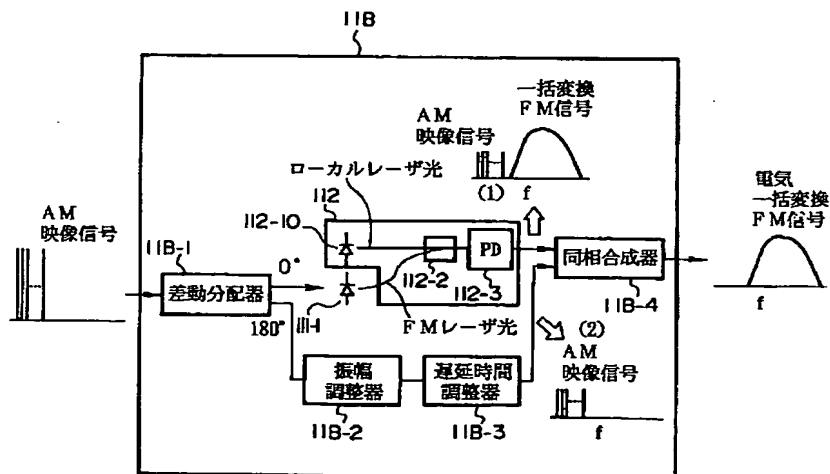 11B
一括変換
FM信号
AM
映像信号
(1)
f
ローカルレーザ光
112
112-10
PD
112-2
112-3
AM
映像信号
11B-1
0°
差動分配器
180°
111-1
FMレーザ光
同相合成器
11B-4
電気
一括変換
FM信号
f
(2)
AM
映像信号
f
振幅
調整器
11B-2
遅延時間
調整器
11B-3